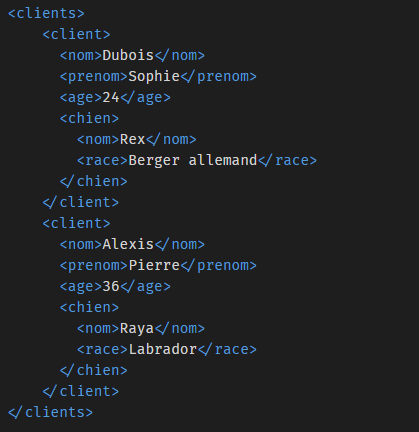 <clients>
<client>
<nom>Dubois</nom>
<prenom>Sophie</prenom>
<age>24</age>
<chien>
<nom>Rex</nom>
<race>Berger allemand</race>
</chien>
</client>
<client>
<nom>Alexis</nom>
<prenom>Pierre</prenom>
<age>36</age>
<chien>
<nom>Raya</nom>
<race>Labrador</race>
</chien>
</client>
</clients>